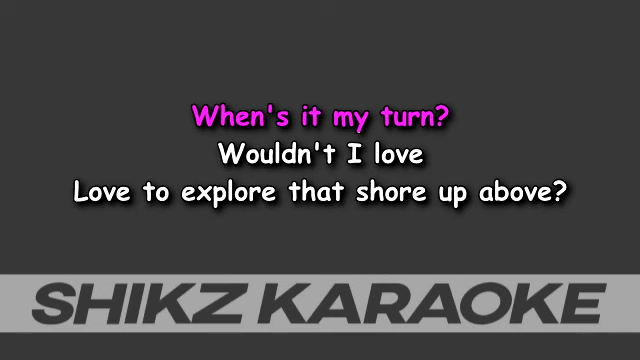 When's it my turn?
Wouldn't I love
Love to explore that shore up above?
SHIKZ KARAOKE